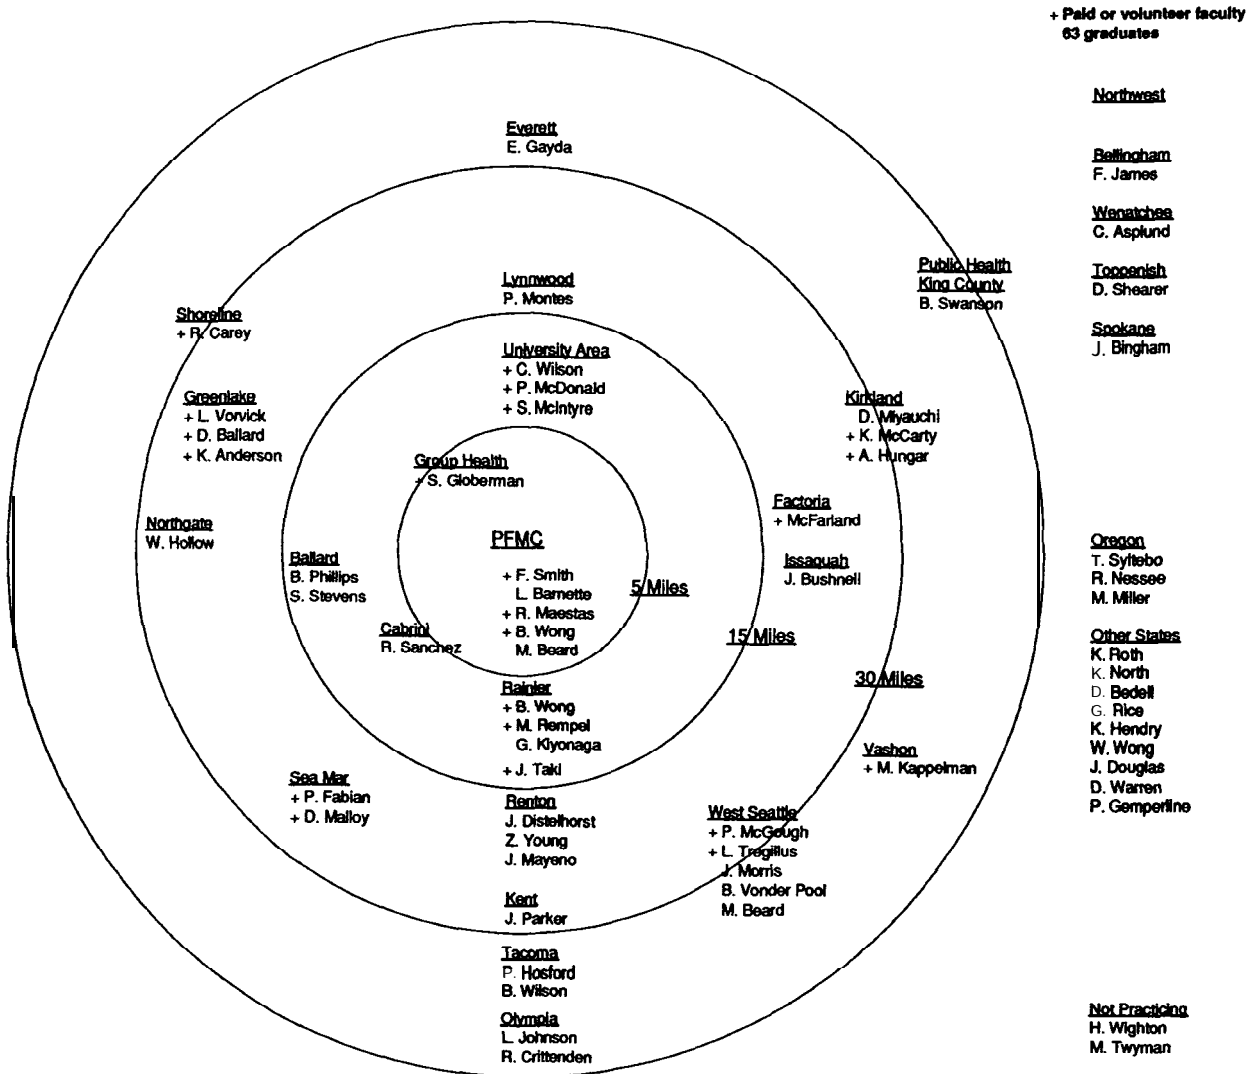 + Paid or volunteer faculty
63 graduates
Northwest
Bellingham
F. James
Wenatchee
C. Asplund
Toppenish
D. Shearer
Spokane
J. Bingham
Everett
E. Gayda
Public Health
King County
B. Swanson
Lynnwood
P. Montes
Shoreline
+ R. Carey
University Area
+ C. Wilson
+ P. McDonald
+ S. McIntyre
Greenlake
+ L. Vorvick
+ D. Ballard
+ K. Anderson
Kirkland
D. Miyauchi
+ K. McCarty
+ A. Hungar
Group Health
+ S. Globerman
Factoria
+ McFarland
Northgate
W. Hollow
PFMC
+ F. Smith
L. Barnette
+ R. Maestas
+ B. Wong
M. Beard
Ballard
B. Phillips
S. Stevens
Issaquah
J. Bushnell
5 Miles
Cabrini
R. Sanchez
15 Miles
30 Miles
Rainier
+ B. Wong
+ M. Rempel
G. Kiyonaga
+ J. Taki
Vashon
+ M. Kappelman
Sea Mar
+ P. Fabian
+ D. Malloy
Renton
J. Distelhorst
Z. Young
J. Mayeno
West Seattle
+ P. McGough
+ L. Tregillus
J. Morris
B. Vonder Pool
M. Beard
Kent
J. Parker
Tacoma
P. Hosford
B. Wilson
Olympia
L. Johnson
R. Crittenden
Oregon
T. Syltebo
R. Nessee
M. Miller
Other States
K. Roth
K. North
D. Bedell
G. Rice
K. Hendry
W. Wong
J. Douglas
D. Warren
P. Gemperline
Not Practicing
H. Wighton
M. Twyman